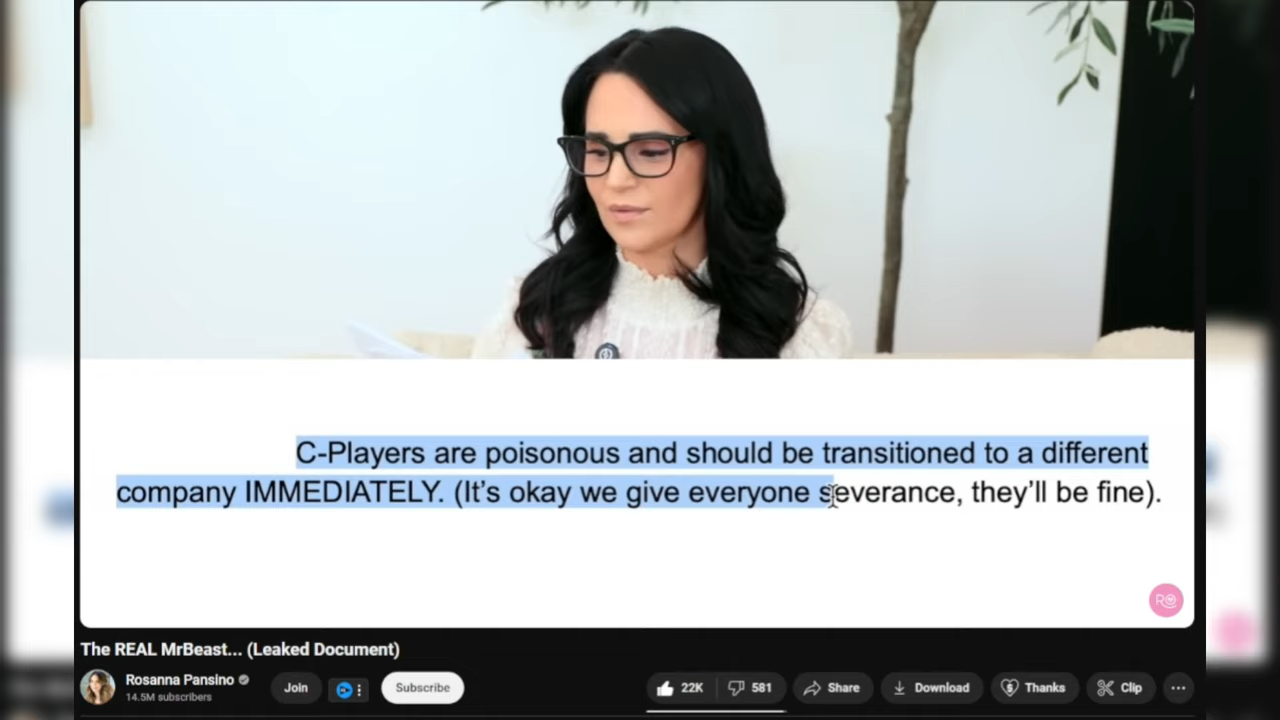 C-Players are poisonous and should be transitioned to a different
company IMMEDIATELY. (It's okay we give everyone severance, they'll be fine).
R
The REAL MrBeast... (Leaked Document)
Rosanna Pansino
14.5M subscribers
Join
Subscribe
22K
581
Share
Download
Thanks
Clip